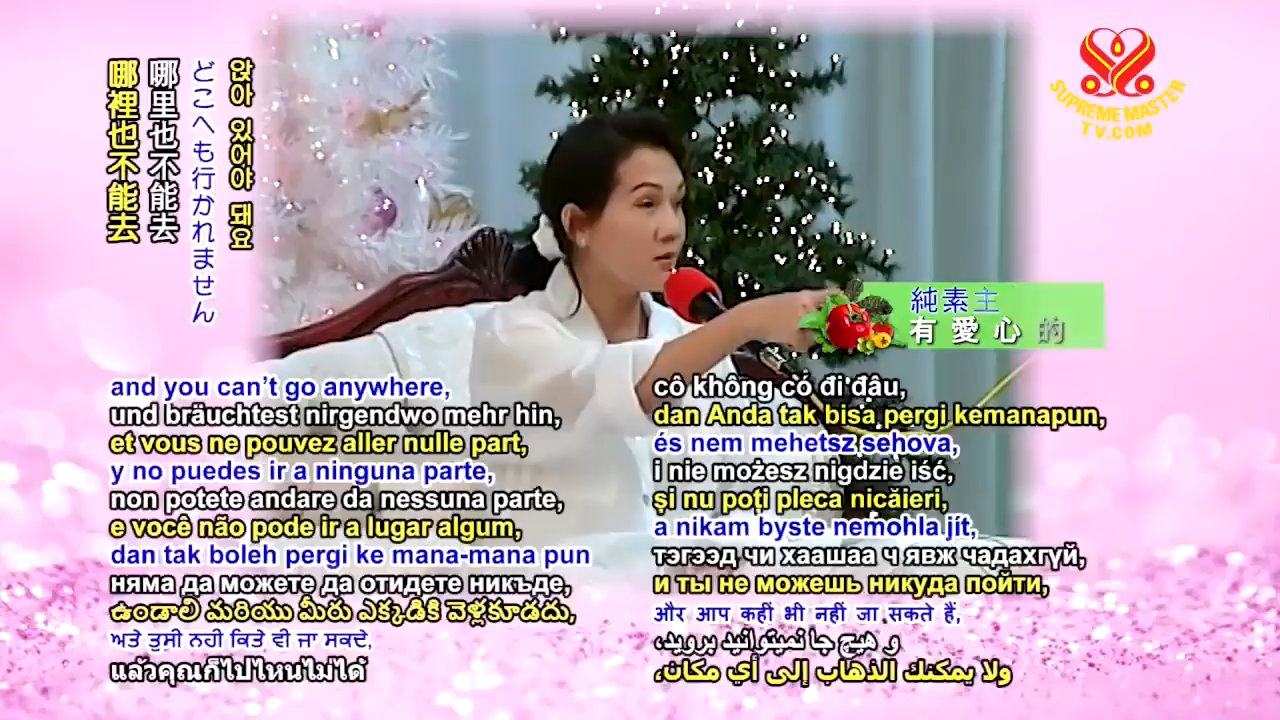 앉아 있어야 돼요
どこへも行かれません
哪里也不能去
哪裡也不能去
SUPREME MASTER
TV.COM
純素主
有愛心的
and you can't go anywhere,
und bräuchtest nirgendwo mehr hin,
et vous ne pouvez aller nulle part,
y no puedes ir a ninguna parte,
non potete andare da nessuna parte,
e você não pode ir a lugar algum,
dan tak boleh pergi ke mana-mana pun
няма да можете да отидете никъде,
ఉండాలి మరియు మీరు ఎక్కడికి వెళ్లకూడదు,
ਅਤੇ ਤੁਸੀ ਨਹੀ ਕਿਤੇ ਵੀ ਜਾ ਸਕਦੇ,
แล้วคุณก็ไปไหนไม่ได้
cô không có đi đâu,
dan Anda tak bisa pergi kemanapun,
és nem mehetsz sehova,
i nie możesz nigdzie iść,
și nu poți pleca nicăieri,
a nikam byste nemohla jít,
тэгээд чи хаашаа ч явж чадахгүй,
и ты не можешь никуда пойти,
और आप कहीं भी नहीं जा सकते हैं,
و هیچ جا نمیتوانید بروید،
ولا يمكنك الذهاب إلى أي مكان،